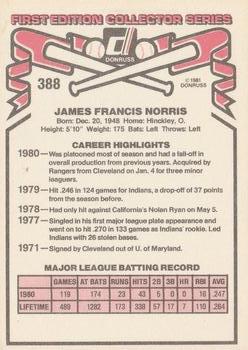 FIRST EDITION COLLECTOR SERIES
DONRUSS
388
©1981
DONRUSS
JAMES FRANCIS NORRIS
Born: Dec. 20, 1948 Home: Hinckley, O.
Height: 5'10" Weight: 175 Bats: Left Throws: Left
CAREER HIGHLIGHTS
1980— Was platooned most of season and had a fall-off in
overall production from previous years. Acquired by
Rangers from Cleveland on Jan. 4 for three minor
leaguers.
1979— Hit .246 in 124 games for Indians, a drop-off of 37 points
from the season before.
1978— Had only hit against California's Nolan Ryan on May 5.
1977— Singled in his first major league plate appearance and
went on to hit .270 in 133 games as Indians' rookie. Led
Indians with 26 stolen bases.
1971— Signed by Cleveland out of U. of Maryland.
MAJOR LEAGUE BATTING RECORD
GAMES AT BATS RUNS HITS 2B 3B HR RBI AVG.
1980 119 174 23 43 5 0 0 16 .247
LIFETIME 489 1282 173 338 57 7 7 110 .264